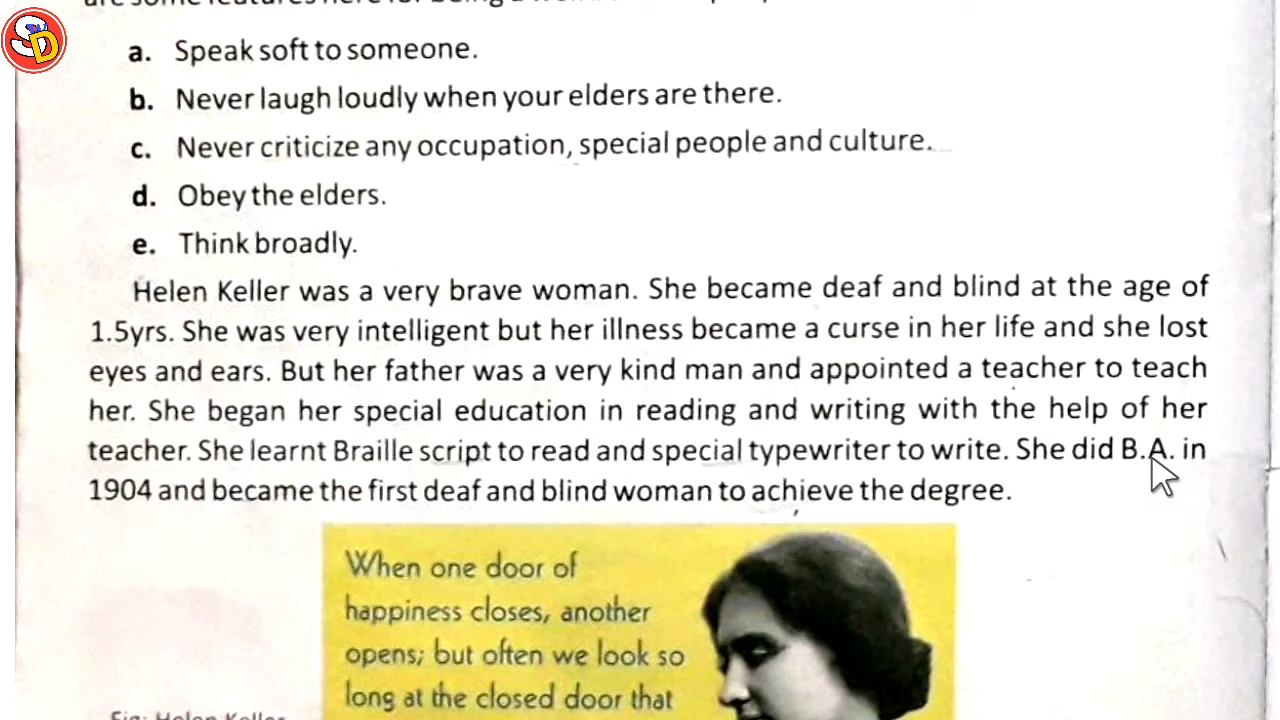 SD
a. Speak soft to someone.
b. Never laugh loudly when your elders are there.
c. Never criticize any occupation, special people and culture.
d. Obey the elders.
e. Think broadly.
Helen Keller was a very brave woman. She became deaf and blind at the age of
1.5yrs. She was very intelligent but her illness became a curse in her life and she lost
eyes and ears. But her father was a very kind man and appointed a teacher to teach
her. She began her special education in reading and writing with the help of her
teacher. She learnt Braille script to read and special typewriter to write. She did B.A. in
1904 and became the first deaf and blind woman to achieve the degree.
When one door of
happiness closes, another
opens; but often we look so
long at the closed door that
Fig: Helen Keller